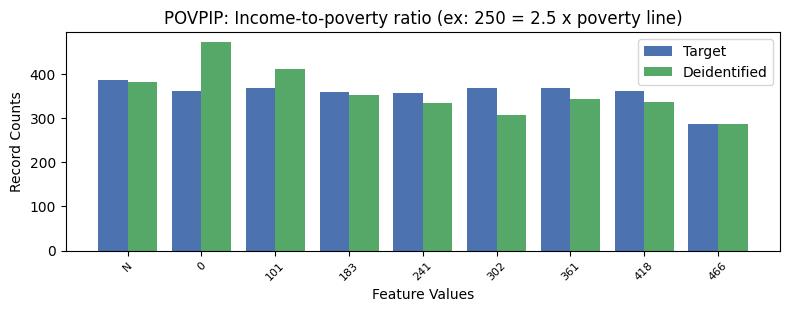 POVPIP: Income-to-poverty ratio (ex: 250 = 2.5 x poverty line)
Target
Deidentified
Record Counts
400
300
200
100
0
N 0 101 183 241 302 361 418 466
Feature Values